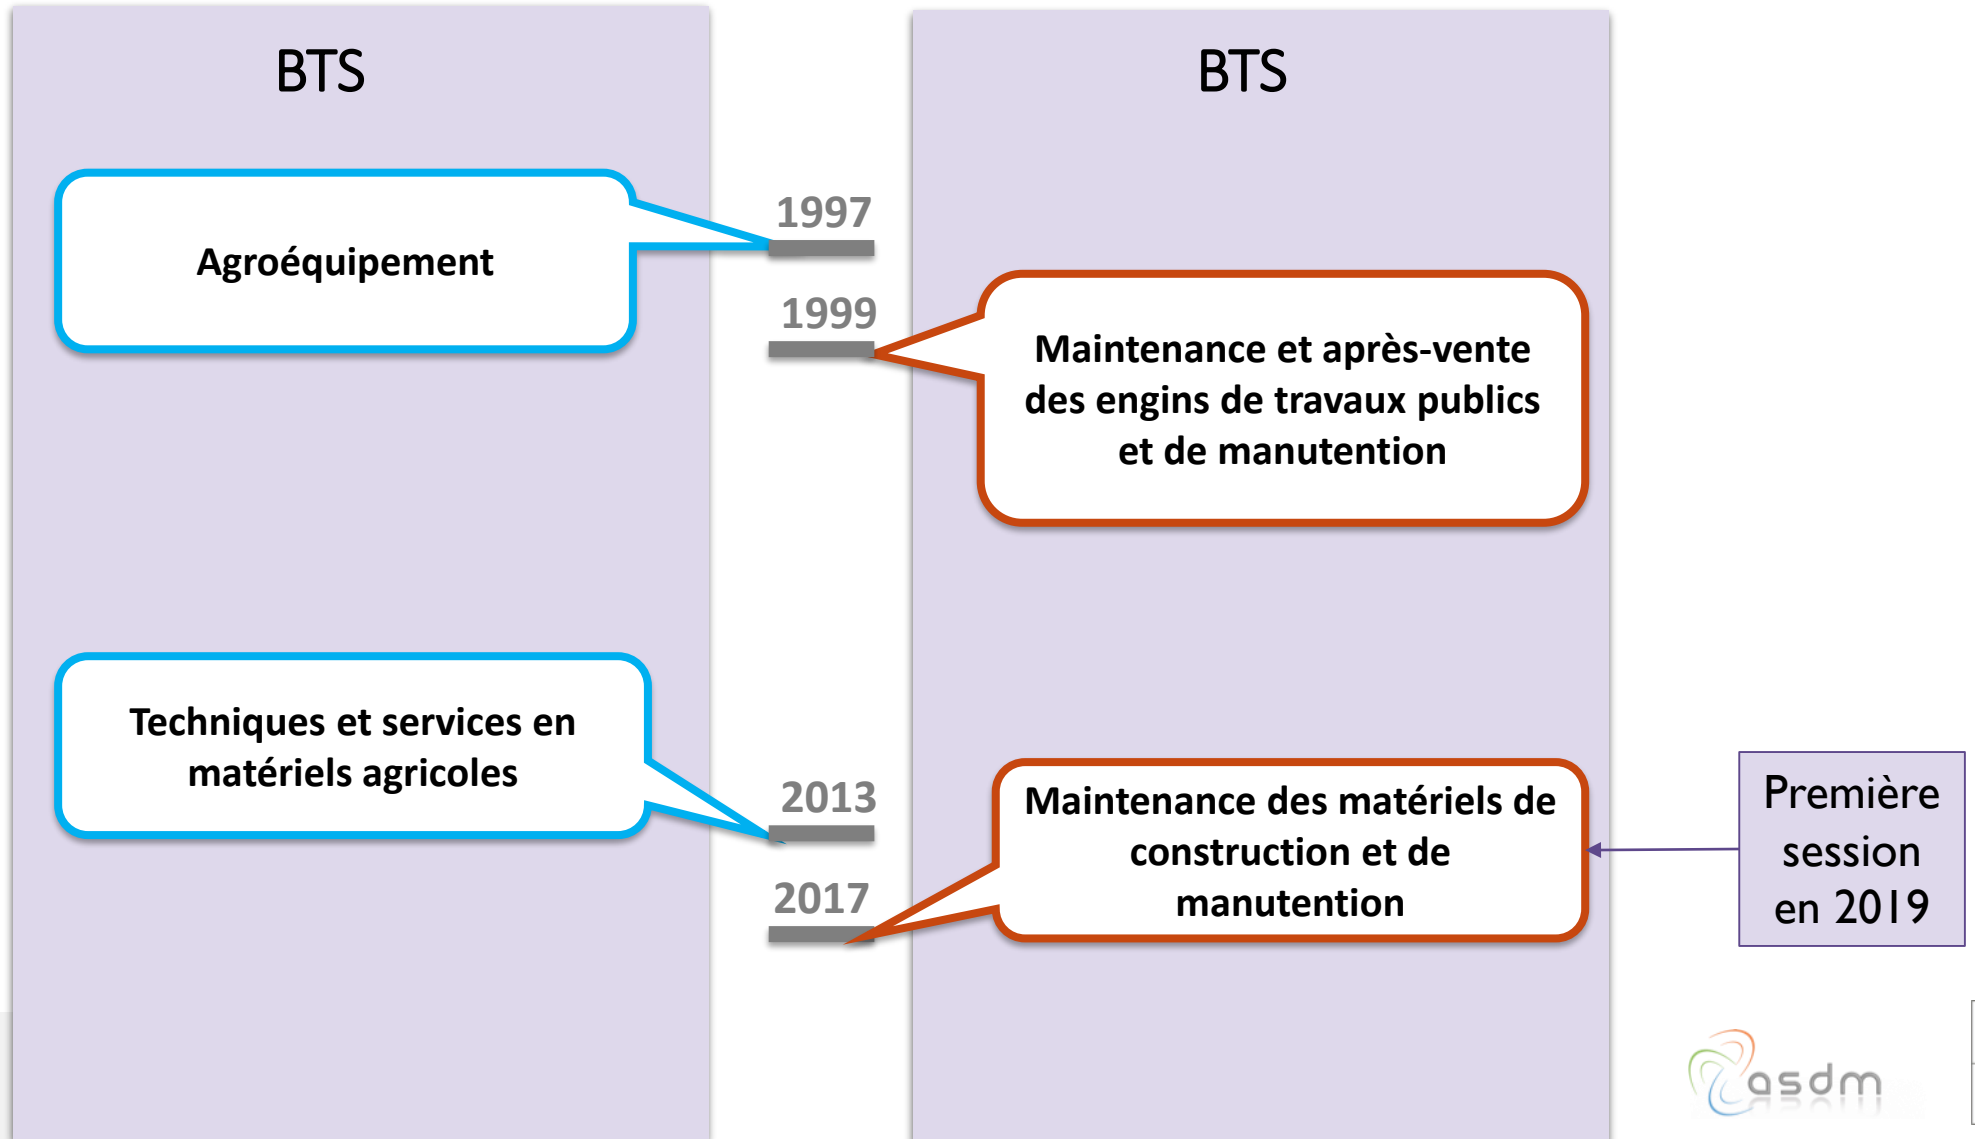 BTS
BTS
Agroéquipement
1997
1999
Maintenance et après-vente
des engins de travaux publics
et de manutention
Techniques et services en
matériels agricoles
2013
2017
Maintenance des matériels de
construction et de
manutention
Première
session
en 2019
asdm